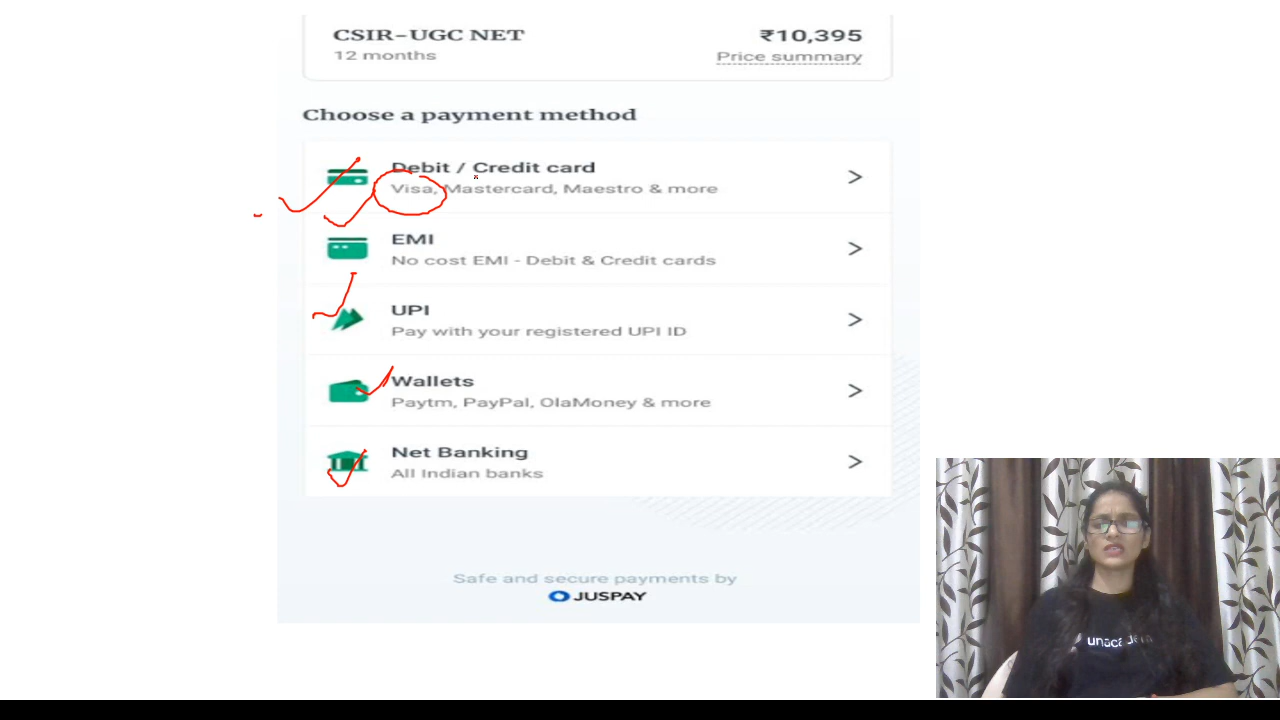 CSIR-UGC NET ₹10,395
12 months Price summary
Choose a payment method
Debit / Credit card
Visa, Mastercard, Maestro & more
EMI
No cost EMI - Debit & Credit cards
UPI
Pay with your registered UPI ID
Wallets
Paytm, PayPal, OlaMoney & more
Net Banking
All Indian banks
Safe and secure payments by
JUSPAY